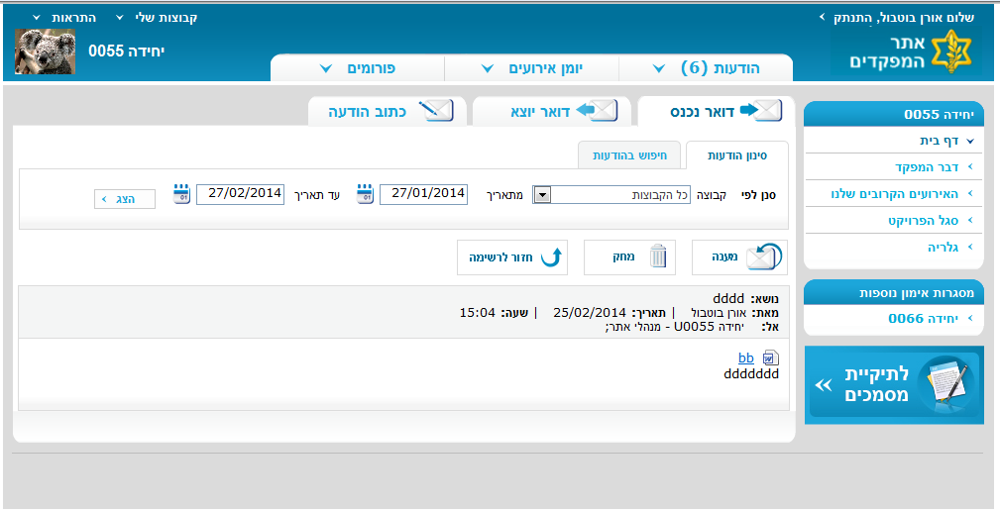 שלום אורן בוטבול, התנתק
קבוצות שלי
התראות
אתר
המפקדים
יחידה 0055
הודעות (6)
יומן אירועים
פורומים
יחידה 0055
דף בית
דבר המפקד
האירועים הקרובים שלנו
סגל הפרויקט
גלריה
מסגרות אימון נוספות
יחידה 0066
לתיקיית
מסמכים
דואר נכנס
דואר יוצא
כתוב הודעה
סינון הודעות
חיפוש בהודעות
סנן לפי קבוצה כל הקבוצות מתאריך 27/01/2014 עד תאריך 27/02/2014 הצג
מענה
מחק
חזור לרשימה
נושא: dddd
מאת: אורן בוטבול | תאריך: 25/02/2014 | שעה: 15:04
אל: יחידה U0055 - מנהלי אתר;
bb
ddddddd